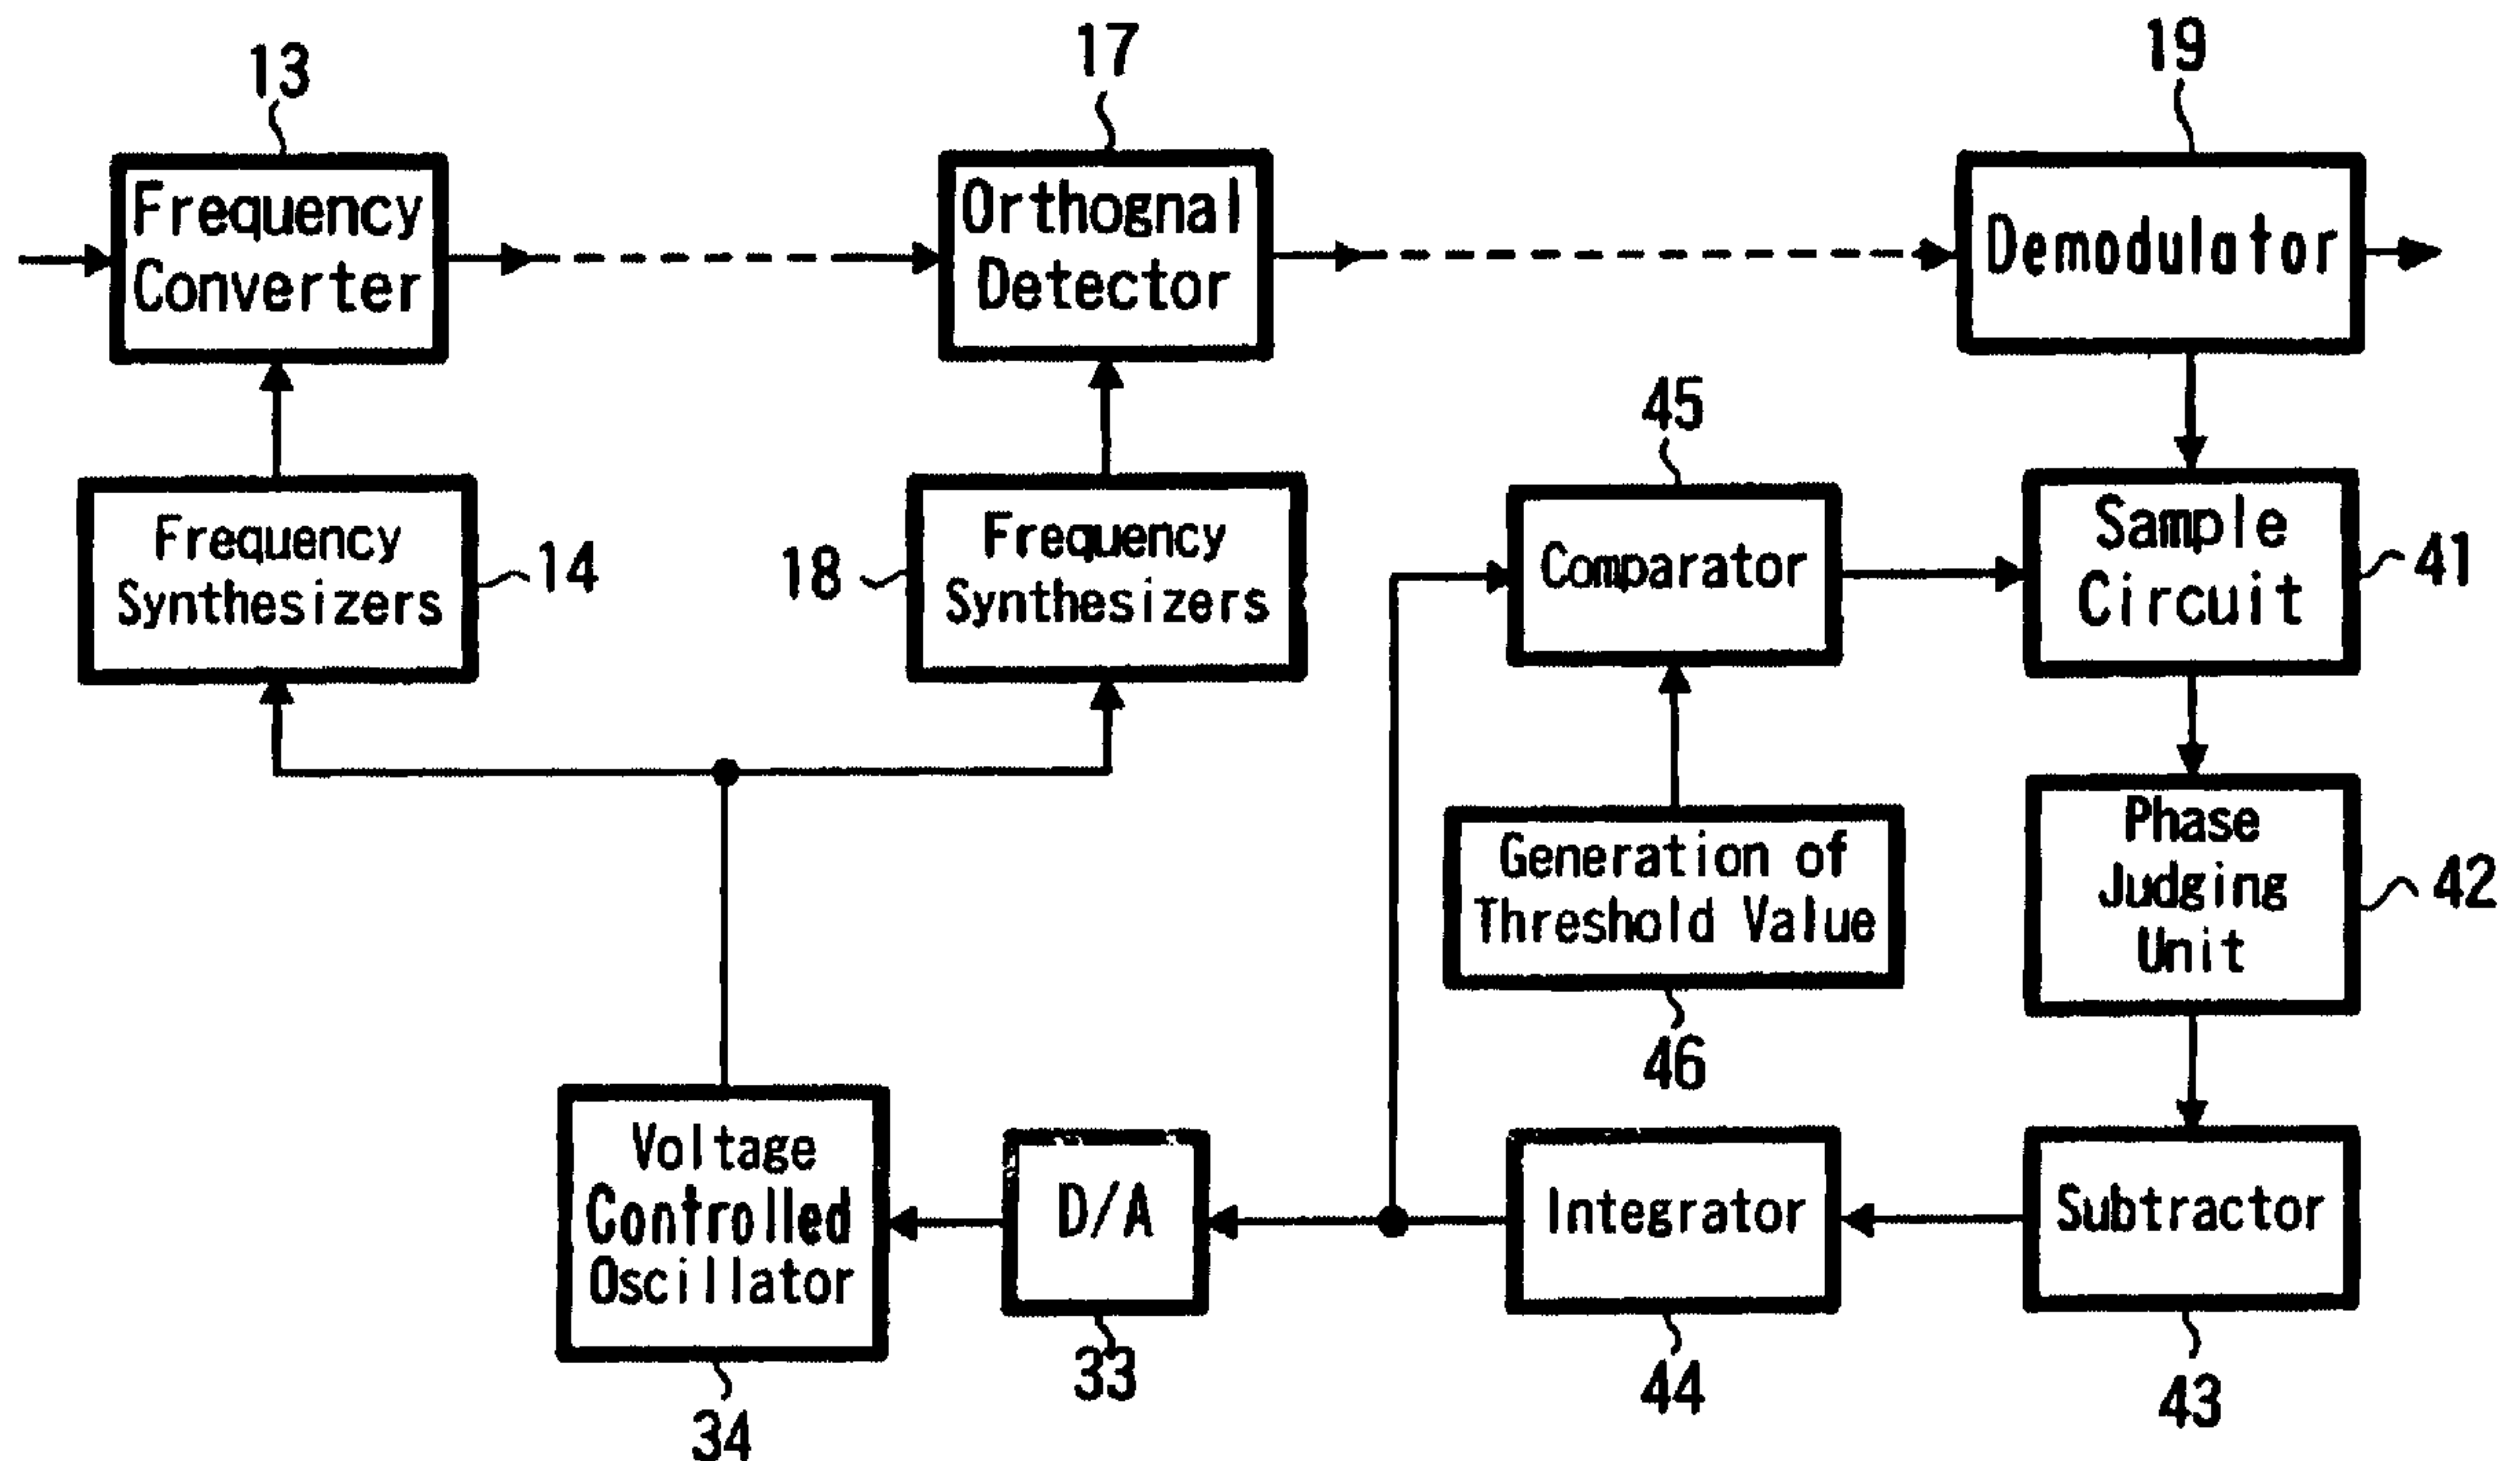 13
17
19
Frequency
Converter
Orthognal
Detector
Demodulator
45
Frequency
Synthesizers
14
18
Frequency
Synthesizers
Comparator
Sample
Circuit
41
Generation of
Threshold Value
46
Phase
Judging
Unit
42
Voltage
Controlled
Oscillator
34
D/A
33
Integrator
44
Subtractor
43